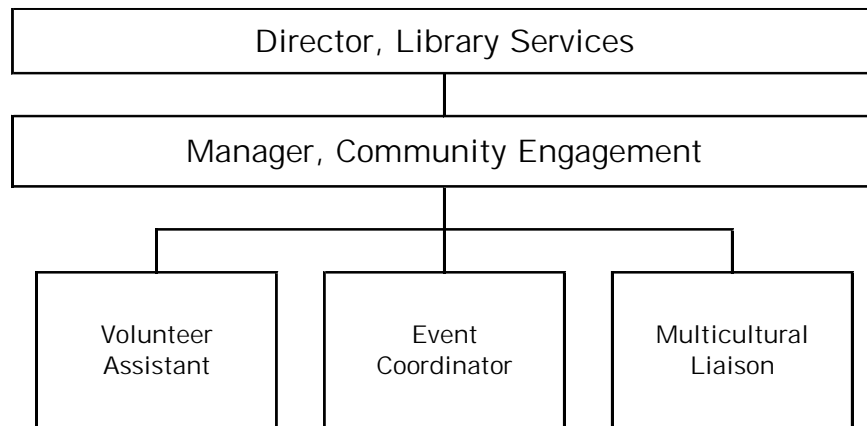 Director, Library Services
Manager, Community Engagement
Volunteer
Assistant
Event
Coordinator
Multicultural
Liaison